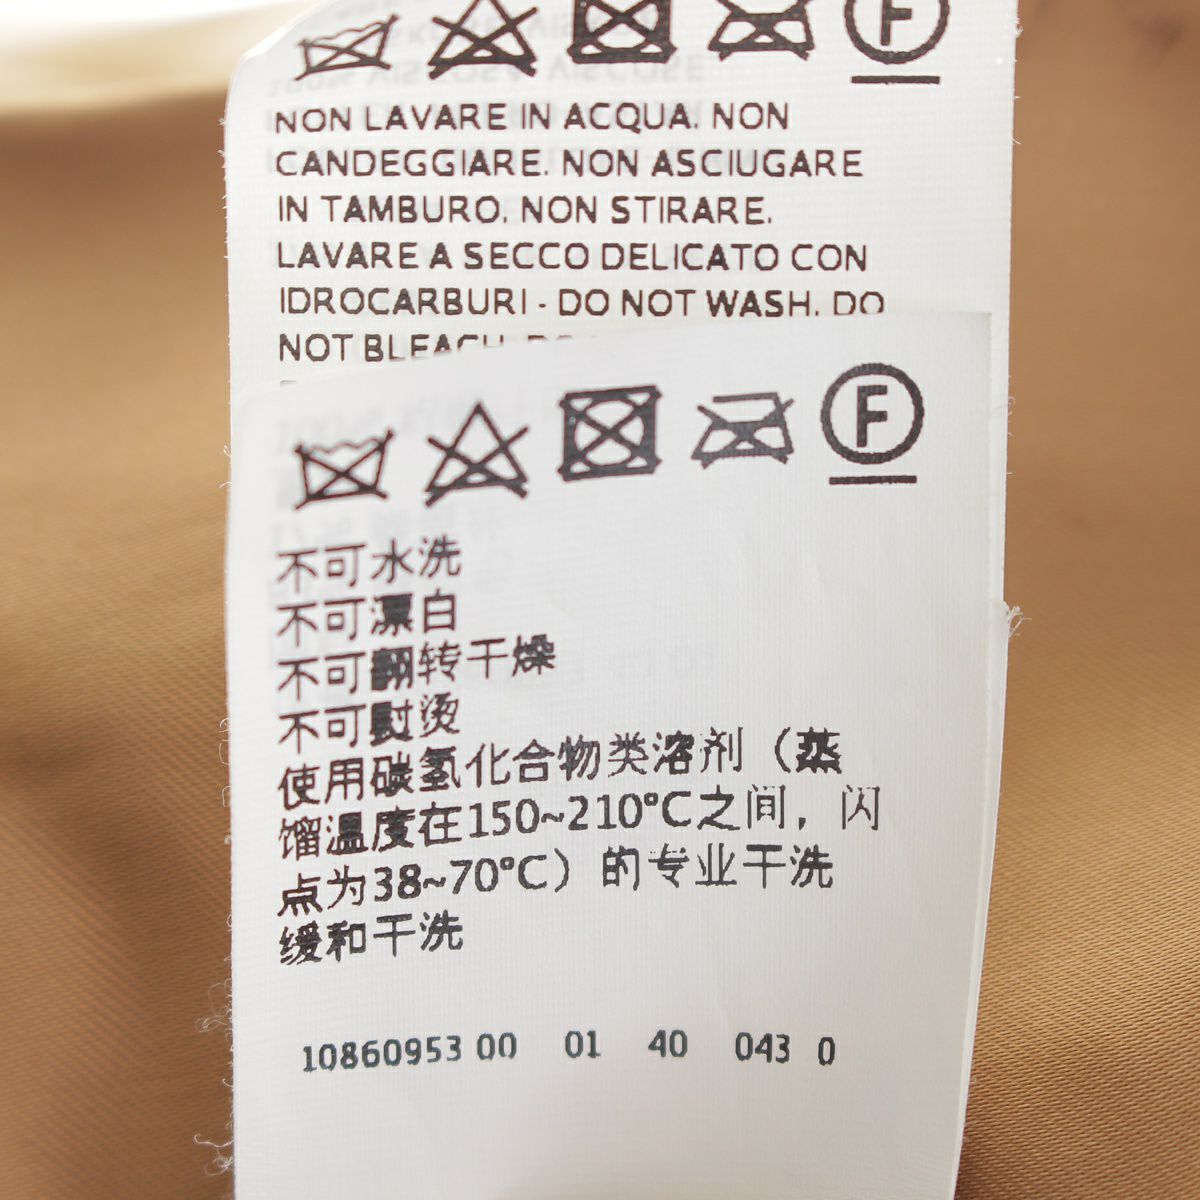 F
NON LAVARE IN ACQUA. NON
CANDEGGIARE. NON ASCIUGARE
IN TAMBURO. NON STIRARE.
LAVARE A SECCO DELICATO CON
IDROCARBURI - DO NOT WASH. DO
NOT BLEACH.
F
不可水洗
不可漂白
不可翻转干燥
不可熨烫
使用碳氢化合物类溶剂（蒸
馏温度在150~210°C之间，闪
点为38~70°C）的专业干洗
缓和干洗
10860953 00 01 40 043 0